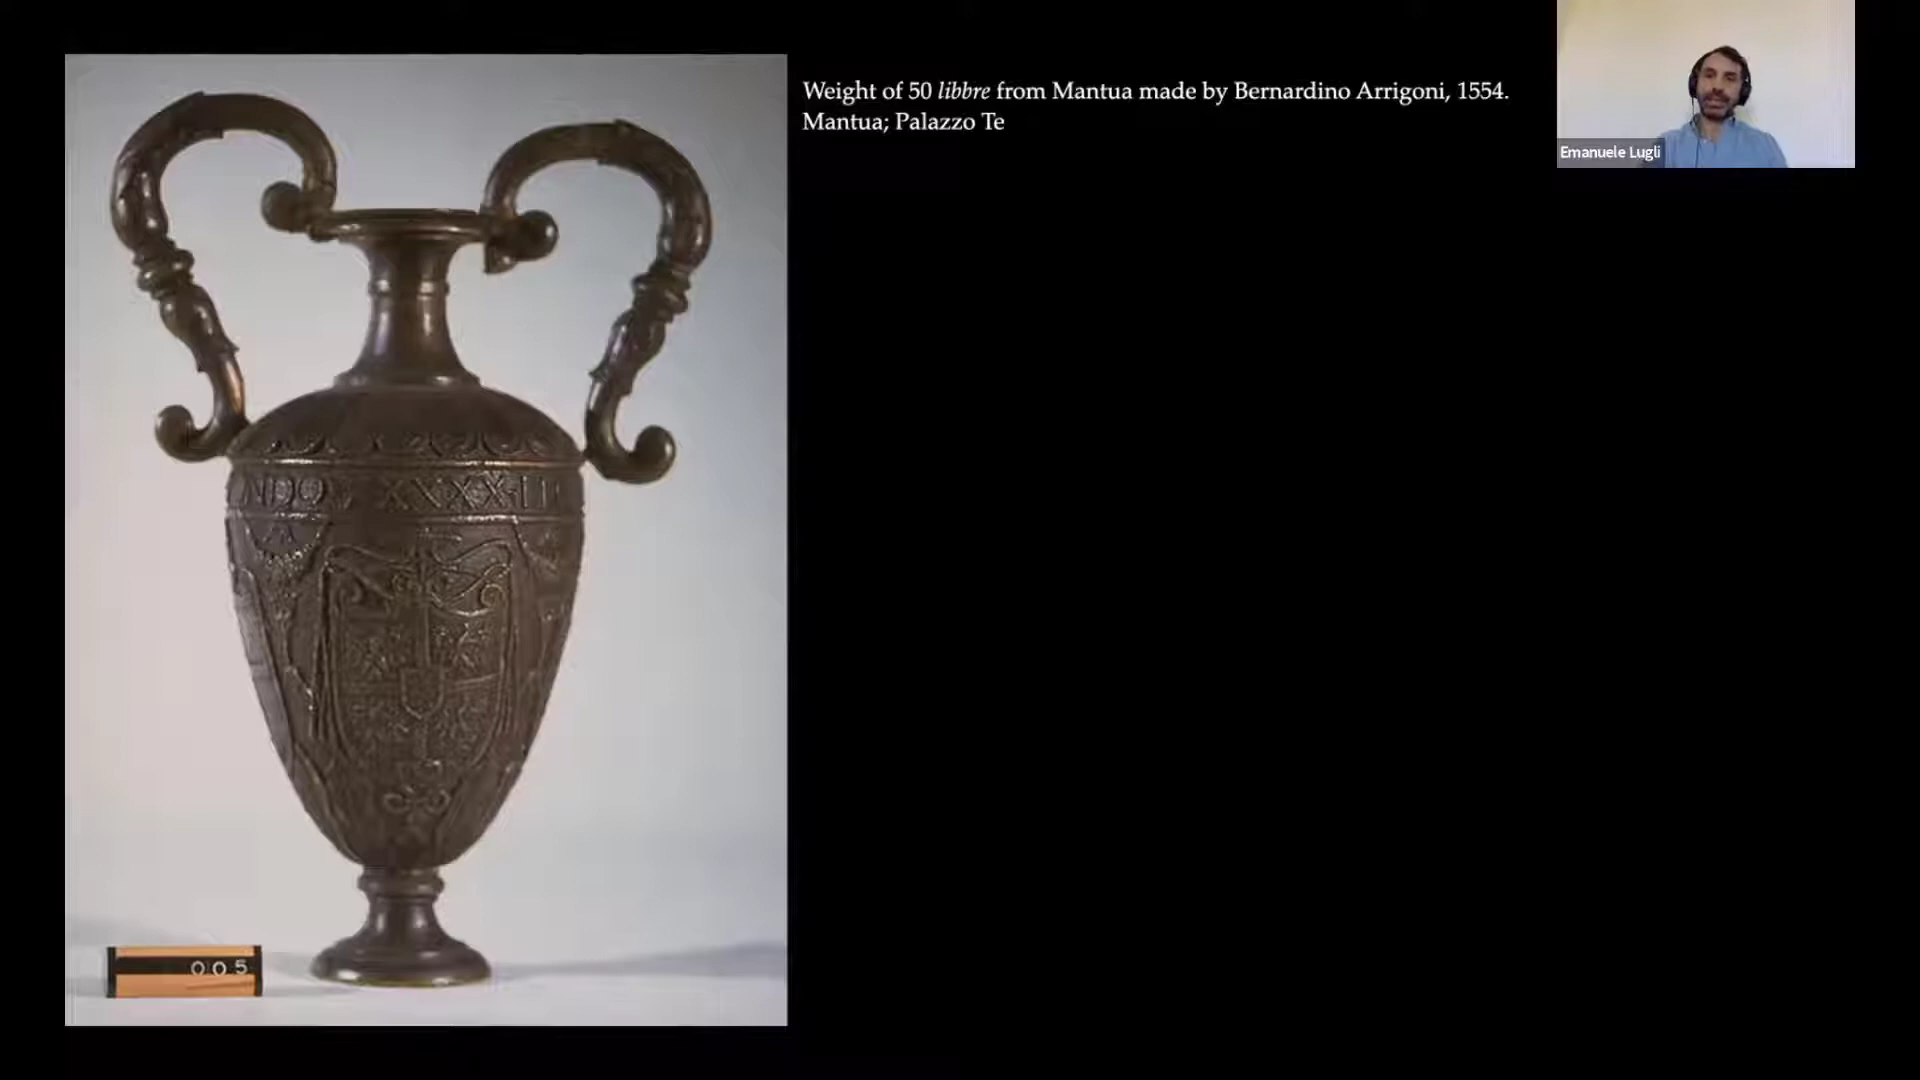 Weight of 50 libbre from Mantua made by Bernardino Arrigoni, 1554.
Mantua; Palazzo Te
Emanuele Lugli
005